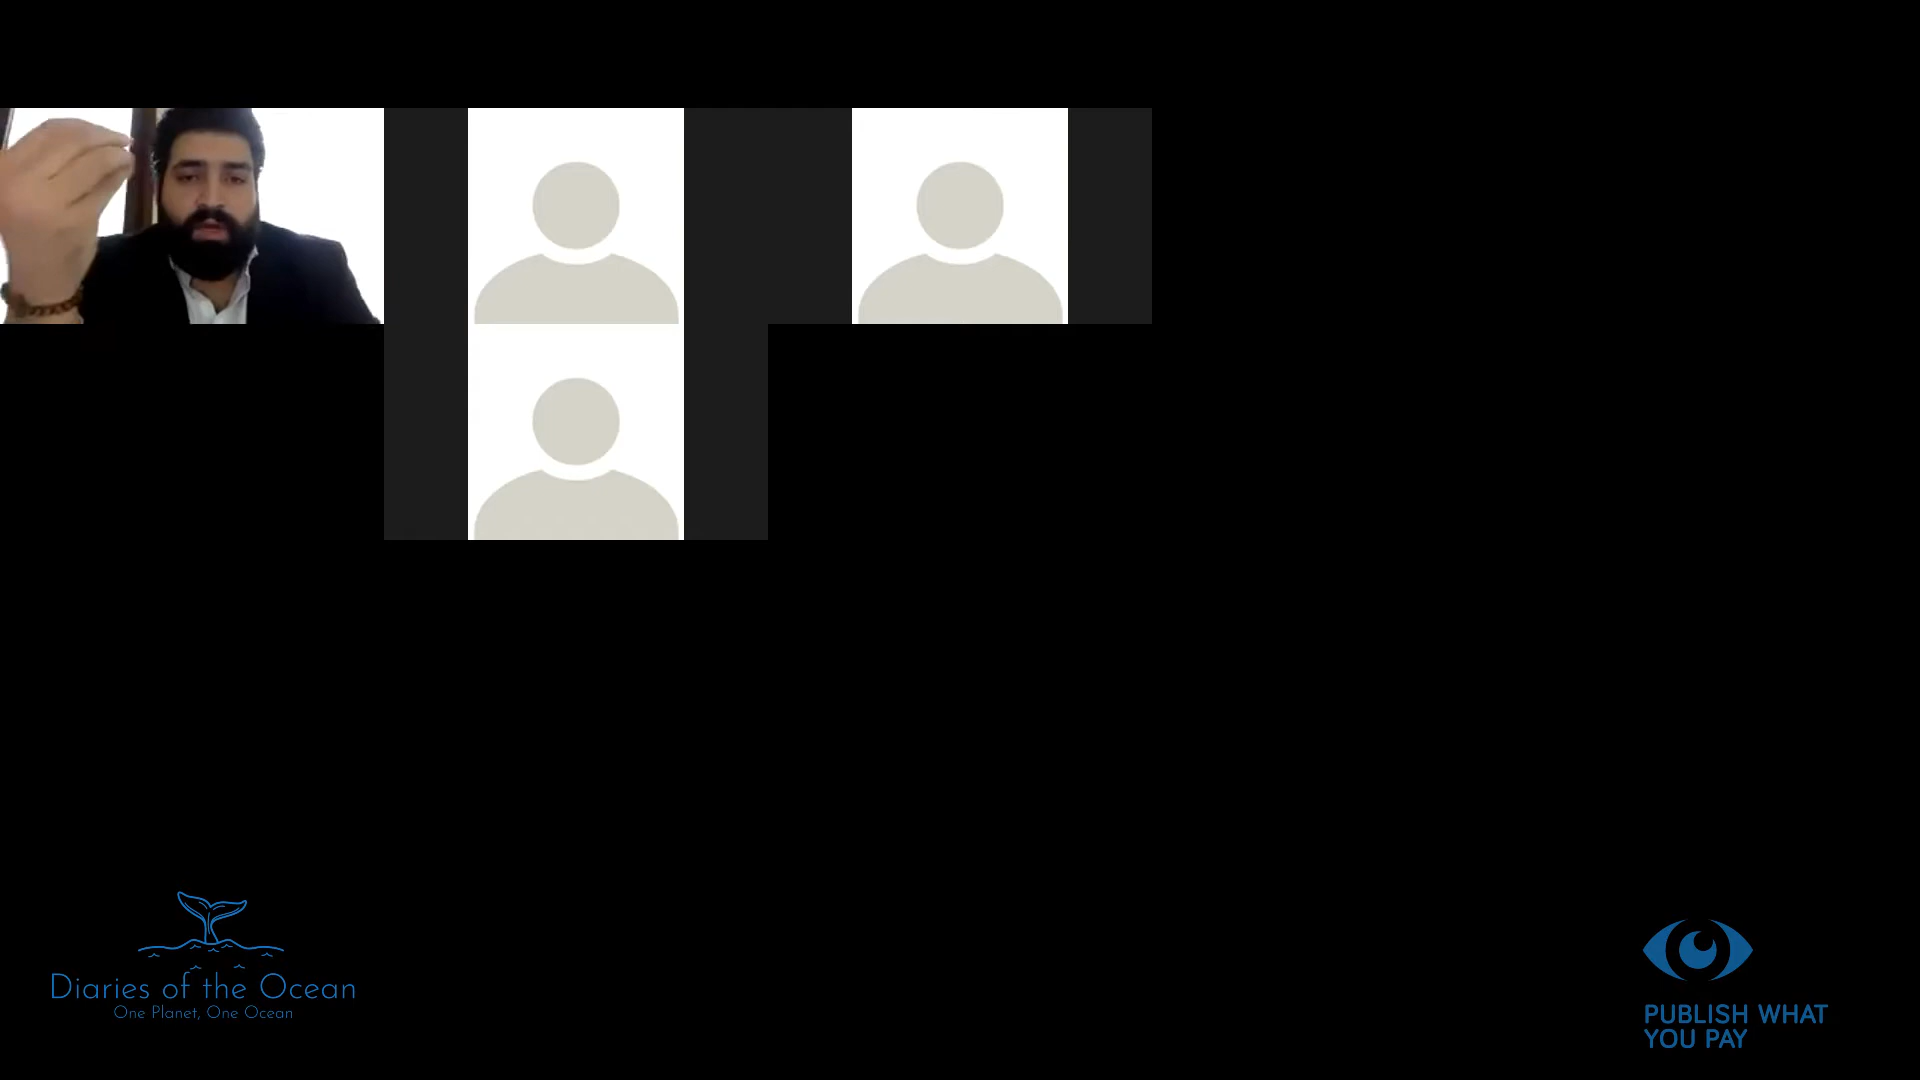 Diaries of the Ocean
One Planet, One Ocean
PUBLISH WHAT
YOU PAY